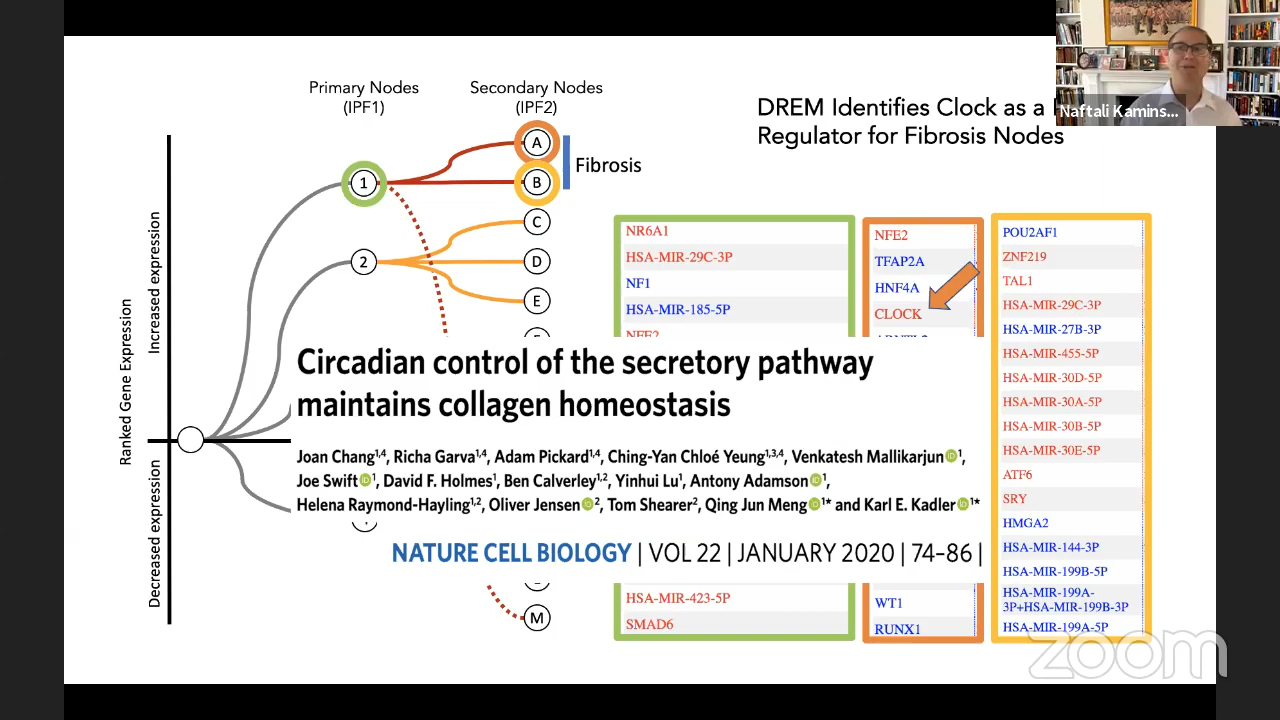 Naftali Kamins...
Primary Nodes
(IPF1)
Secondary Nodes
(IPF2)
DREM Identifies Clock as a
Regulator for Fibrosis Nodes
Ranked Gene Expression
Increased expression
Decreased expression
1
2
A
B
C
D
E
M
Fibrosis
NR6A1
HSA-MIR-29C-3P
NF1
HSA-MIR-185-5P
NFE2
HSA-MIR-423-5P
SMAD6
NFE2
TFAP2A
HNF4A
CLOCK
WT1
RUNX1
POU2AF1
ZNF219
TAL1
HSA-MIR-29C-3P
HSA-MIR-27B-3P
HSA-MIR-455-5P
HSA-MIR-30D-5P
HSA-MIR-30A-5P
HSA-MIR-30B-5P
HSA-MIR-30E-5P
ATF6
SRY
HMGA2
HSA-MIR-144-3P
HSA-MIR-199B-5P
HSA-MIR-199A-
3P+HSA-MIR-199B-3P
HSA-MIR-199A-5P
Circadian control of the secretory pathway
maintains collagen homeostasis
Joan Chang1,4, Richa Garva1,4, Adam Pickard1,4, Ching-Yan Chloé Yeung1,3,4, Venkatesh Mallikarjun1,
Joe Swift1, David F. Holmes1, Ben Calverley1,2, Yinhui Lu1, Antony Adamson1,
Helena Raymond-Hayling1,2, Oliver Jensen2, Tom Shearer2, Qing Jun Meng1* and Karl E. Kadler1*
NATURE CELL BIOLOGY | VOL 22 | JANUARY 2020 | 74–86 |
zoom